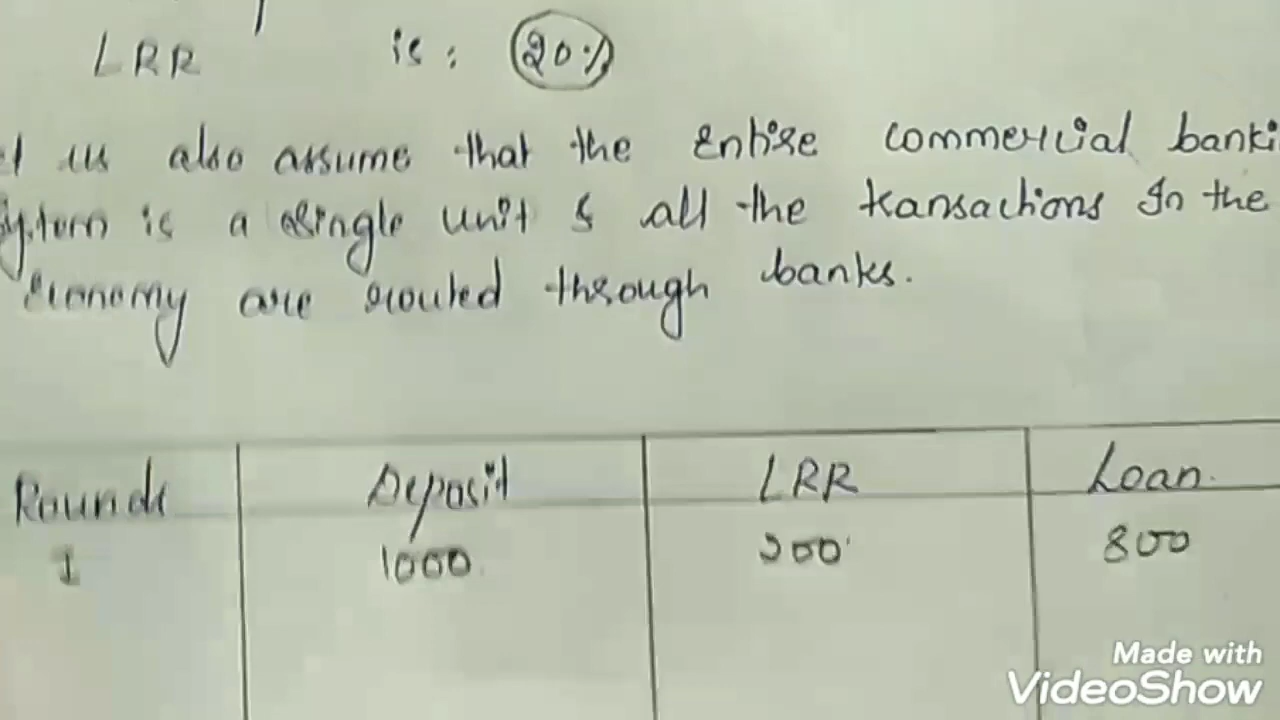 LRR is : 20%
us also assume that the Entire commercial banki
system is a single unit & all the transactions In the
economy are routed through banks.
Rounds Deposit LRR Loan.
1 1000 200 800
Made with
VideoShow